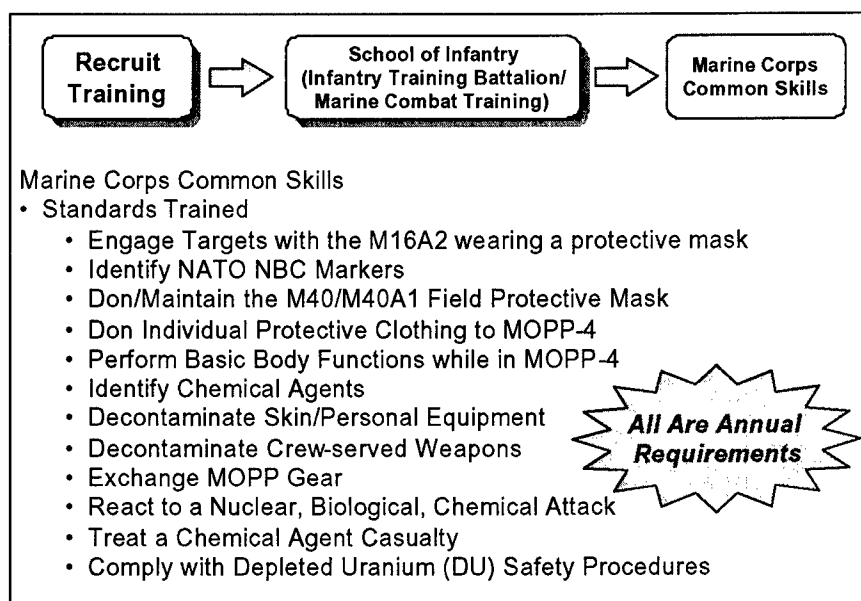 Recruit
Training
School of Infantry
(Infantry Training Battalion/
Marine Combat Training)
Marine Corps
Common Skills
Marine Corps Common Skills
• Standards Trained
• Engage Targets with the M16A2 wearing a protective mask
• Identify NATO NBC Markers
• Don/Maintain the M40/M40A1 Field Protective Mask
• Don Individual Protective Clothing to MOPP-4
• Perform Basic Body Functions while in MOPP-4
• Identify Chemical Agents
• Decontaminate Skin/Personal Equipment
• Decontaminate Crew-served Weapons
• Exchange MOPP Gear
• React to a Nuclear, Biological, Chemical Attack
• Treat a Chemical Agent Casualty
• Comply with Depleted Uranium (DU) Safety Procedures
All Are Annual
Requirements